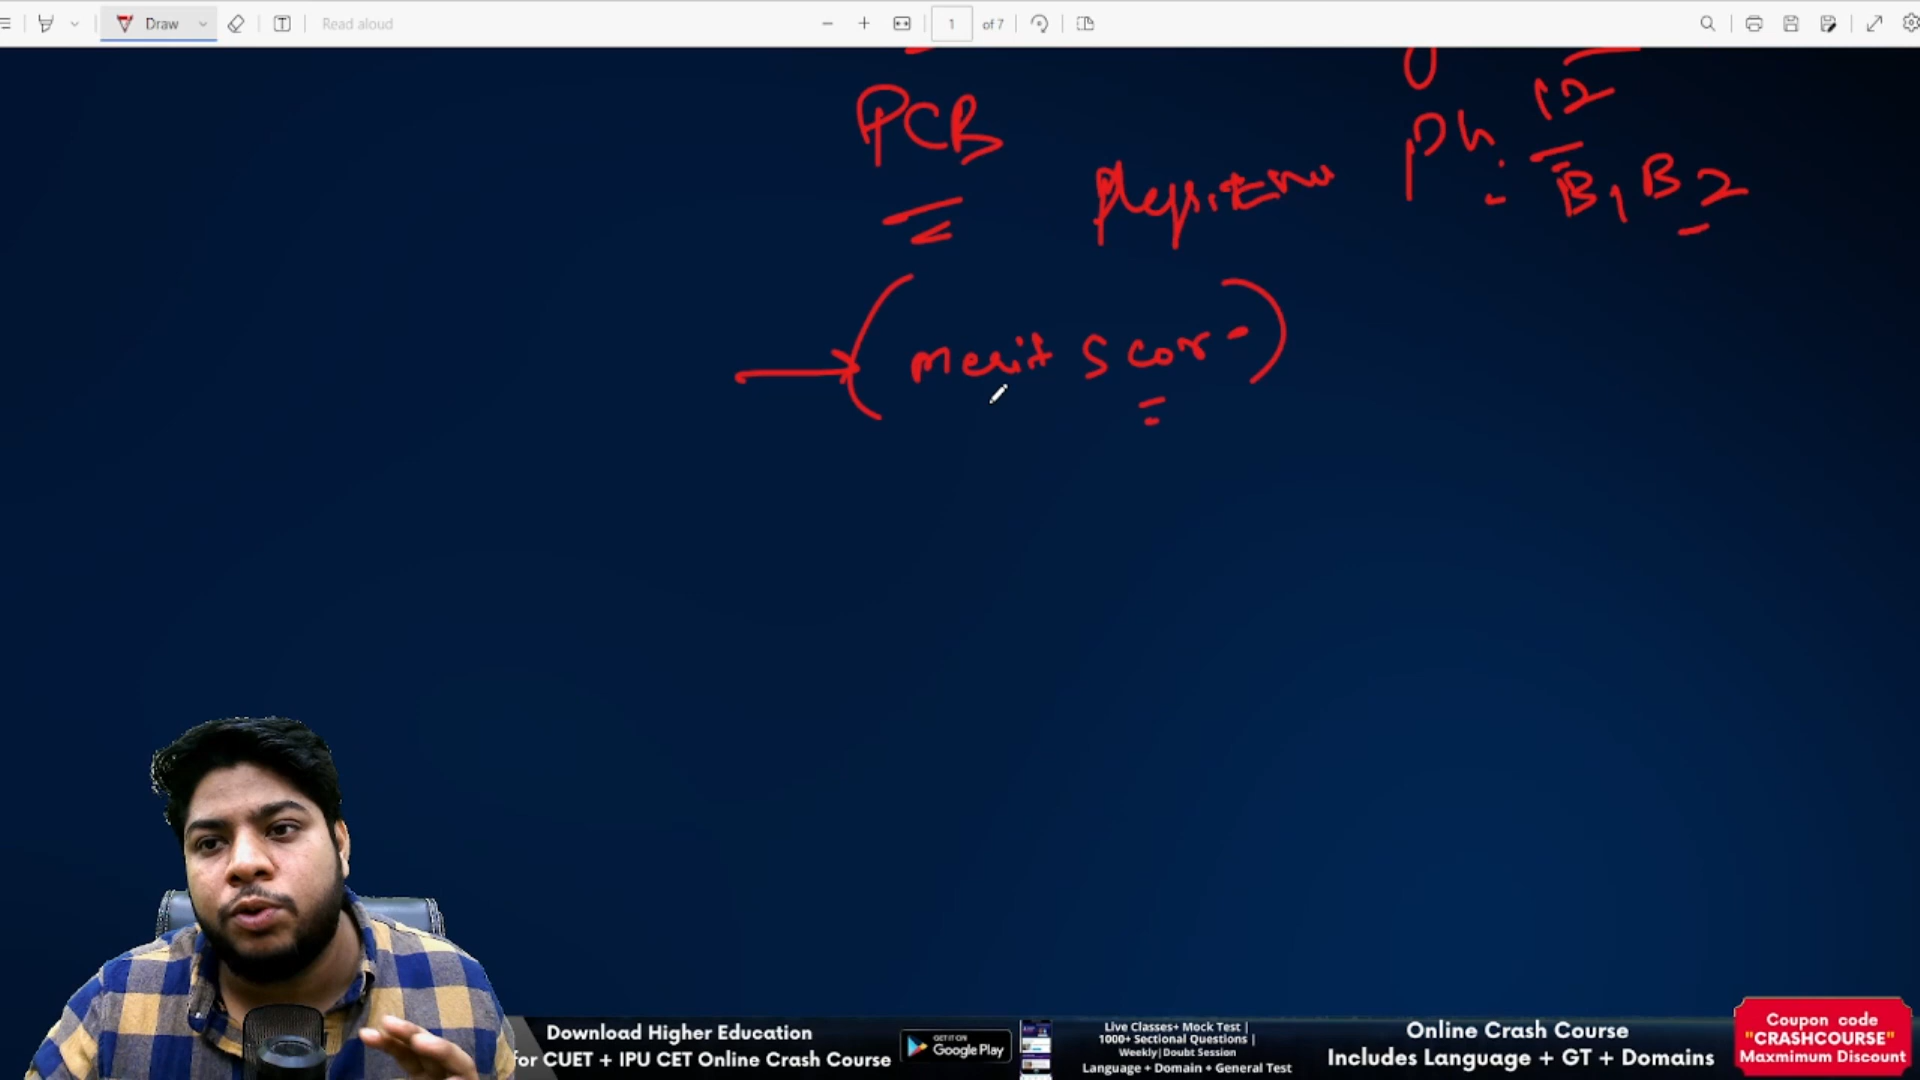 Draw
Read aloud
1 of 7
12
PCB
Ph.
B1 B2
(merit Score)
Download Higher Education
for CUET + IPU CET Online Crash Course
GET IT ON
Google Play
Live Classes+ Mock Test |
1000+ Sectional Questions |
Weekly|Doubt Session
Language + Domain + General Test
Online Crash Course
Includes Language + GT + Domains
Coupon code
"CRASHCOURSE"
Maxmimum Discount